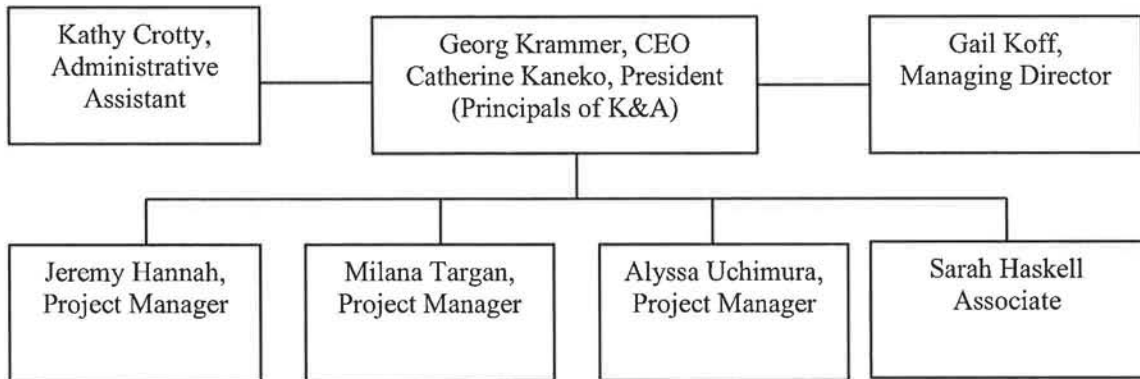 Kathy Crotty,
Administrative
Assistant
Georg Krammer, CEO
Catherine Kaneko, President
(Principals of K&A)
Gail Koff,
Managing Director
Jeremy Hannah,
Project Manager
Milana Targan,
Project Manager
Alyssa Uchimura,
Project Manager
Sarah Haskell
Associate